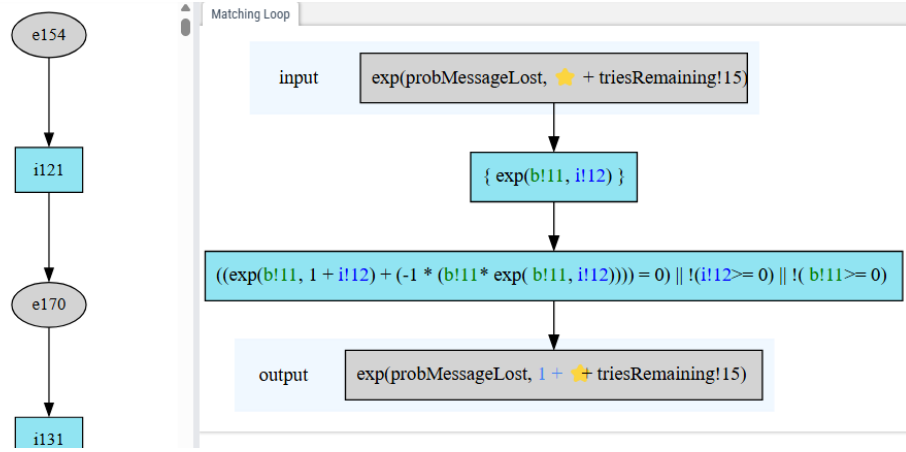 e154
i121
e170
i131
Matching Loop
input
exp(probMessageLost, ⭐ + triesRemaining!15)
{ exp(b!11, i!12) }
((exp(b!11, 1 + i!12) + (-1 * (b!11* exp( b!11, i!12)))) = 0) || !(i!12>= 0) || !( b!11>= 0)
output
exp(probMessageLost, 1 + ⭐+ triesRemaining!15)